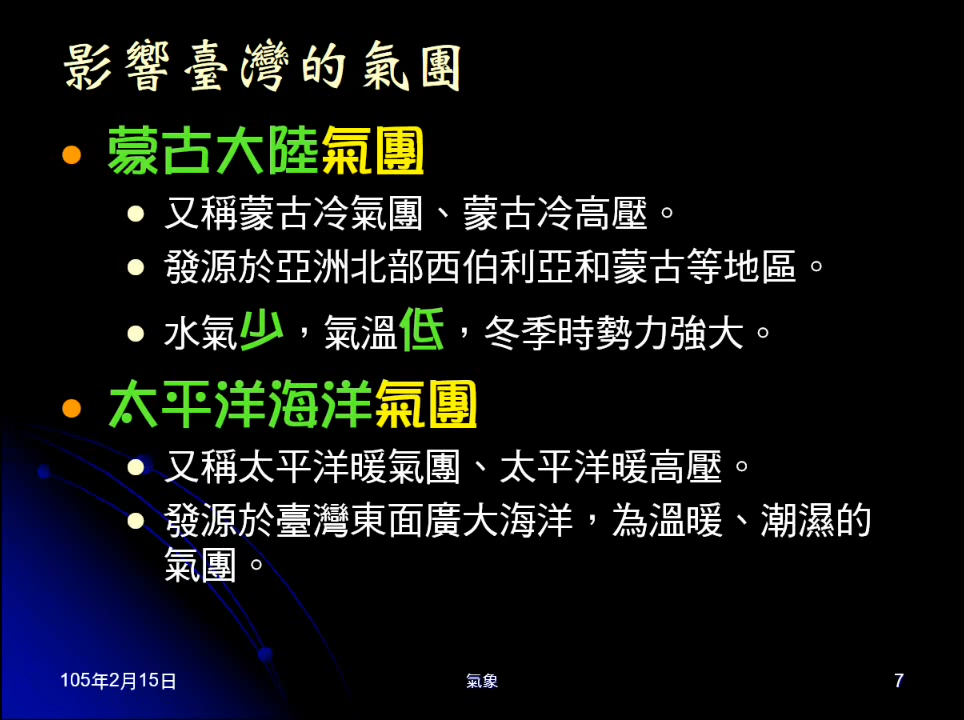 影響臺灣的氣團
蒙古大陸氣團
又稱蒙古冷氣團、蒙古冷高壓。
發源於亞洲北部西伯利亞和蒙古等地區。
水氣少，氣溫低，冬季時勢力強大。
太平洋海洋氣團
又稱太平洋暖氣團、太平洋暖高壓。
發源於臺灣東面廣大海洋，為溫暖、潮濕的
氣團。
105年2月15日
氣象
7